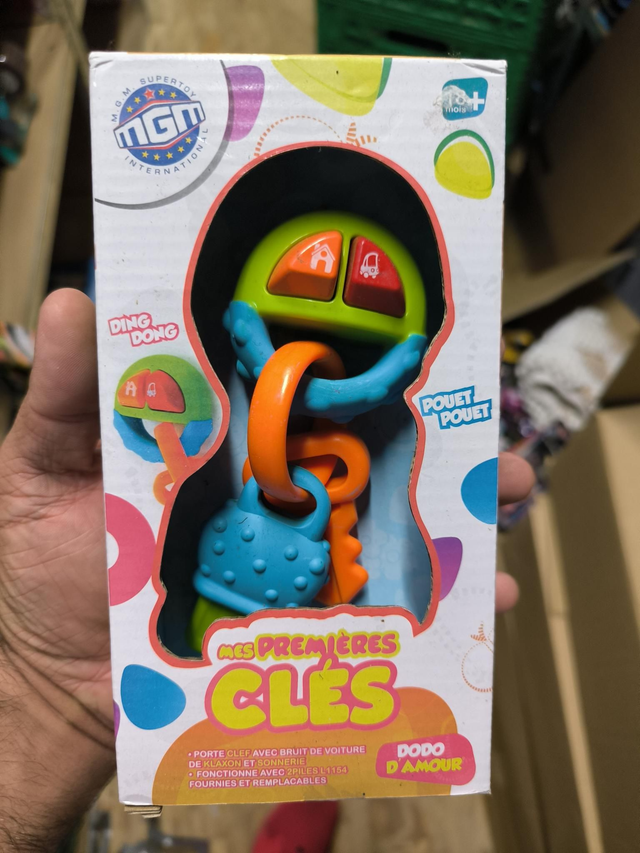 M.G.M. SUPERTOY
MGM
INTERNATIONAL
18+
mois
DING
DONG
POUET
POUET
MES PREMIÈRES
CLÉS
• PORTE CLEF AVEC BRUIT DE VOITURE
DE KLAXON ET SONNERIE
• FONCTIONNE AVEC 2PILES L1154
FOURNIES ET REMPLACABLES
DODO
D'AMOUR